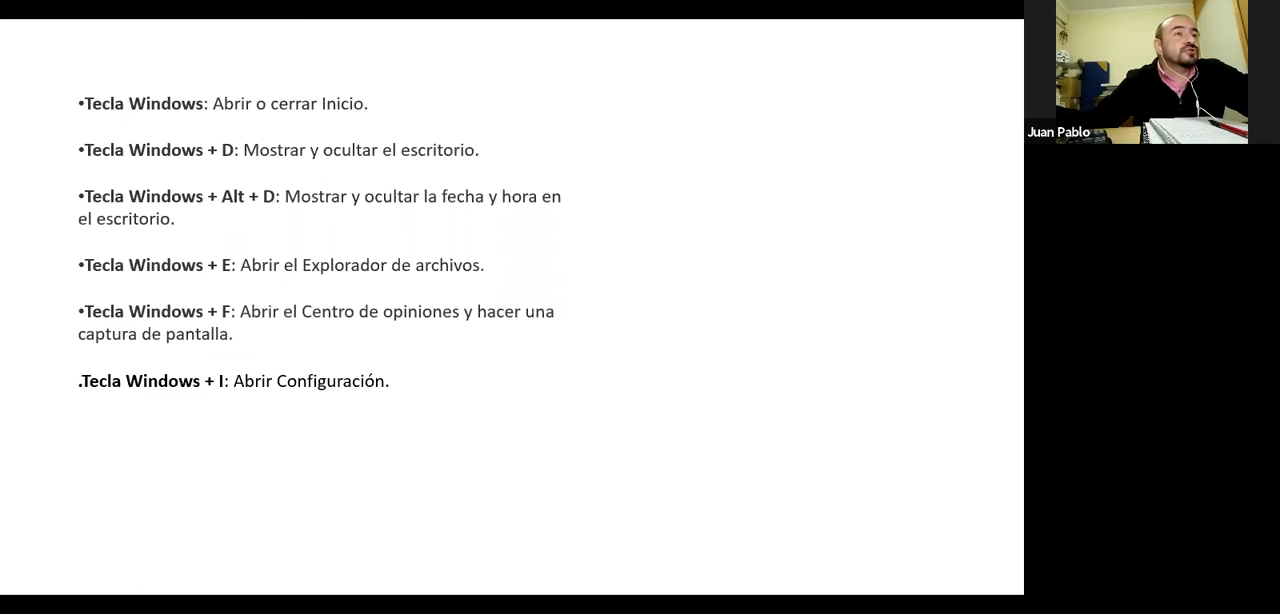 •Tecla Windows: Abrir o cerrar Inicio.
•Tecla Windows + D: Mostrar y ocultar el escritorio.
•Tecla Windows + Alt + D: Mostrar y ocultar la fecha y hora en
el escritorio.
•Tecla Windows + E: Abrir el Explorador de archivos.
•Tecla Windows + F: Abrir el Centro de opiniones y hacer una
captura de pantalla.
.Tecla Windows + I: Abrir Configuración.
Juan Pablo